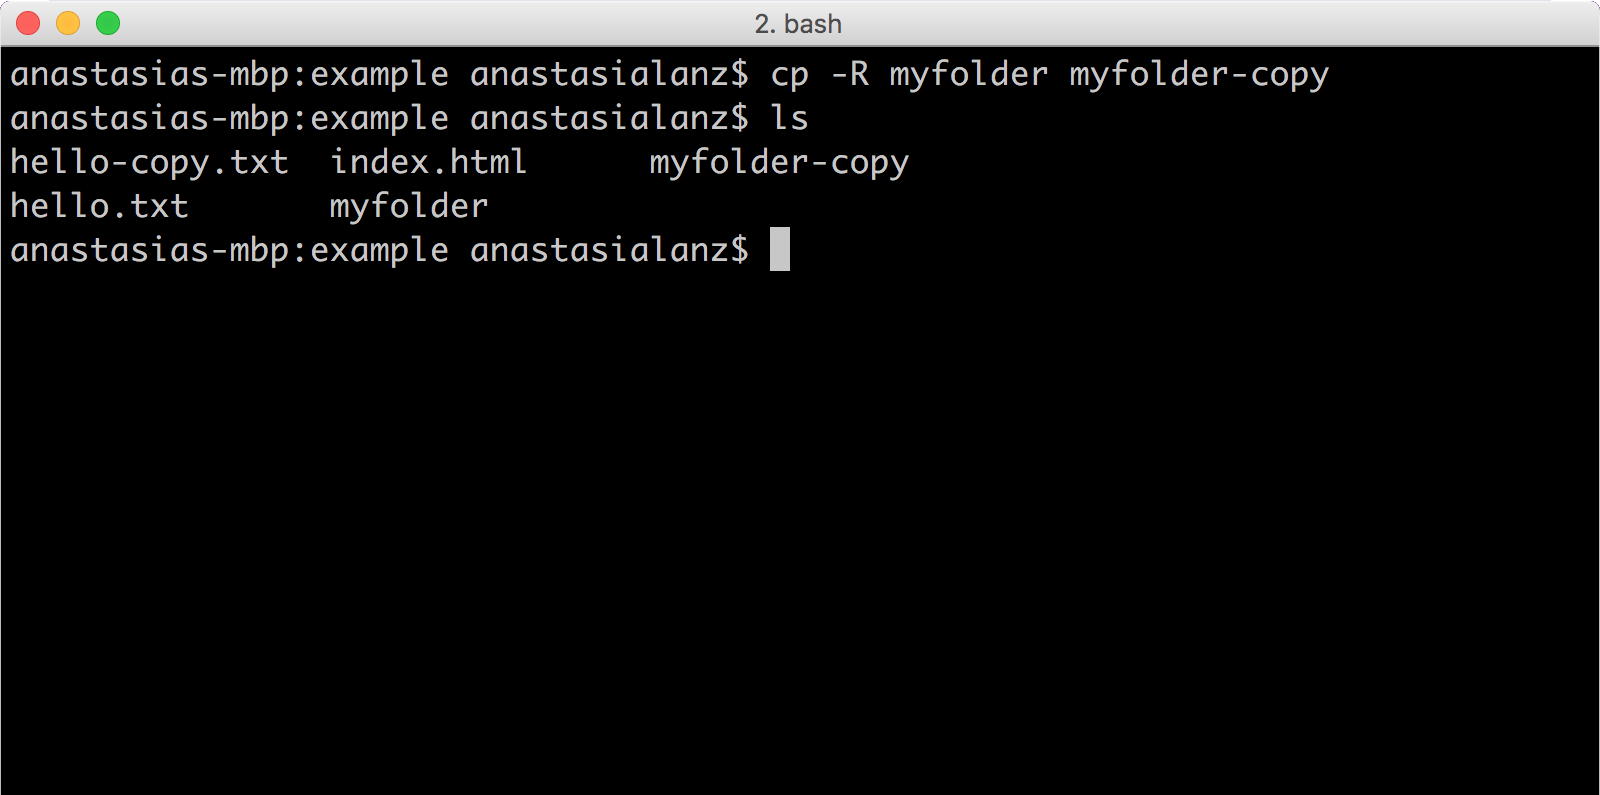 2. bash
anastasias-mbp:example anastasialanz$ cp -R myfolder myfolder-copy
anastasias-mbp:example anastasialanz$ ls
hello-copy.txt  index.html      myfolder-copy
hello.txt       myfolder
anastasias-mbp:example anastasialanz$